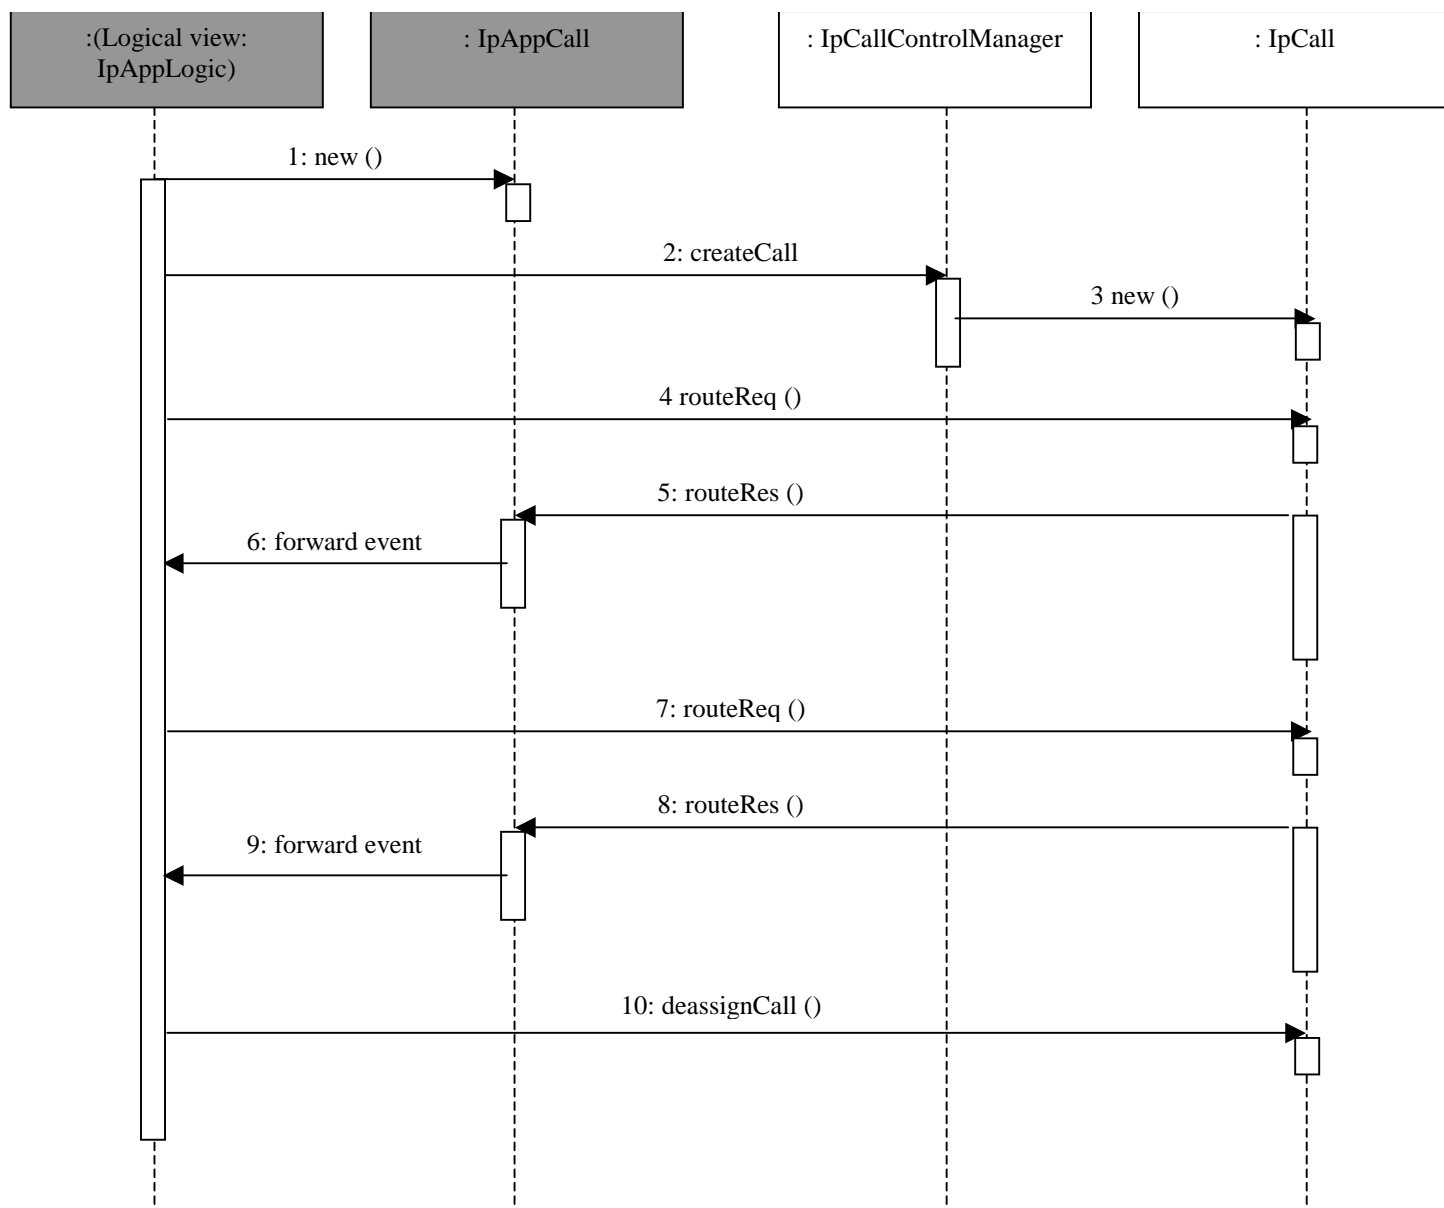 :(Logical view:
IpAppLogic)
: IpAppCall
: IpCallControlManager
: IpCall
1: new ()
2: createCall
3 new ()
4 routeReq ()
5: routeRes ()
6: forward event
7: routeReq ()
8: routeRes ()
9: forward event
10: deassignCall ()